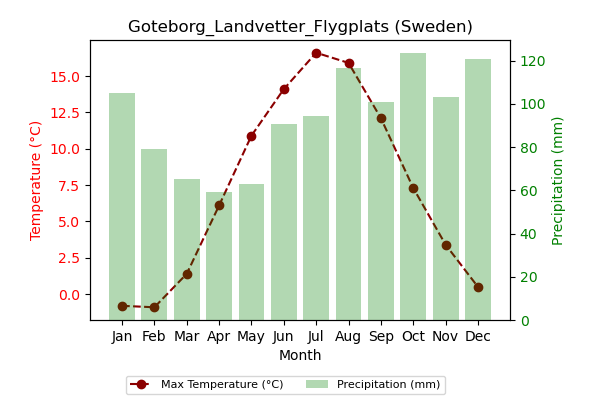 Goteborg_Landvetter_Flygplats (Sweden)
Temperature (°C)
15.0
12.5
10.0
7.5
5.0
2.5
0.0
120
100
80
60
40
20
0
Precipitation (mm)
Jan Feb Mar Apr May Jun Jul Aug Sep Oct Nov Dec
Month
Max Temperature (°C) Precipitation (mm)